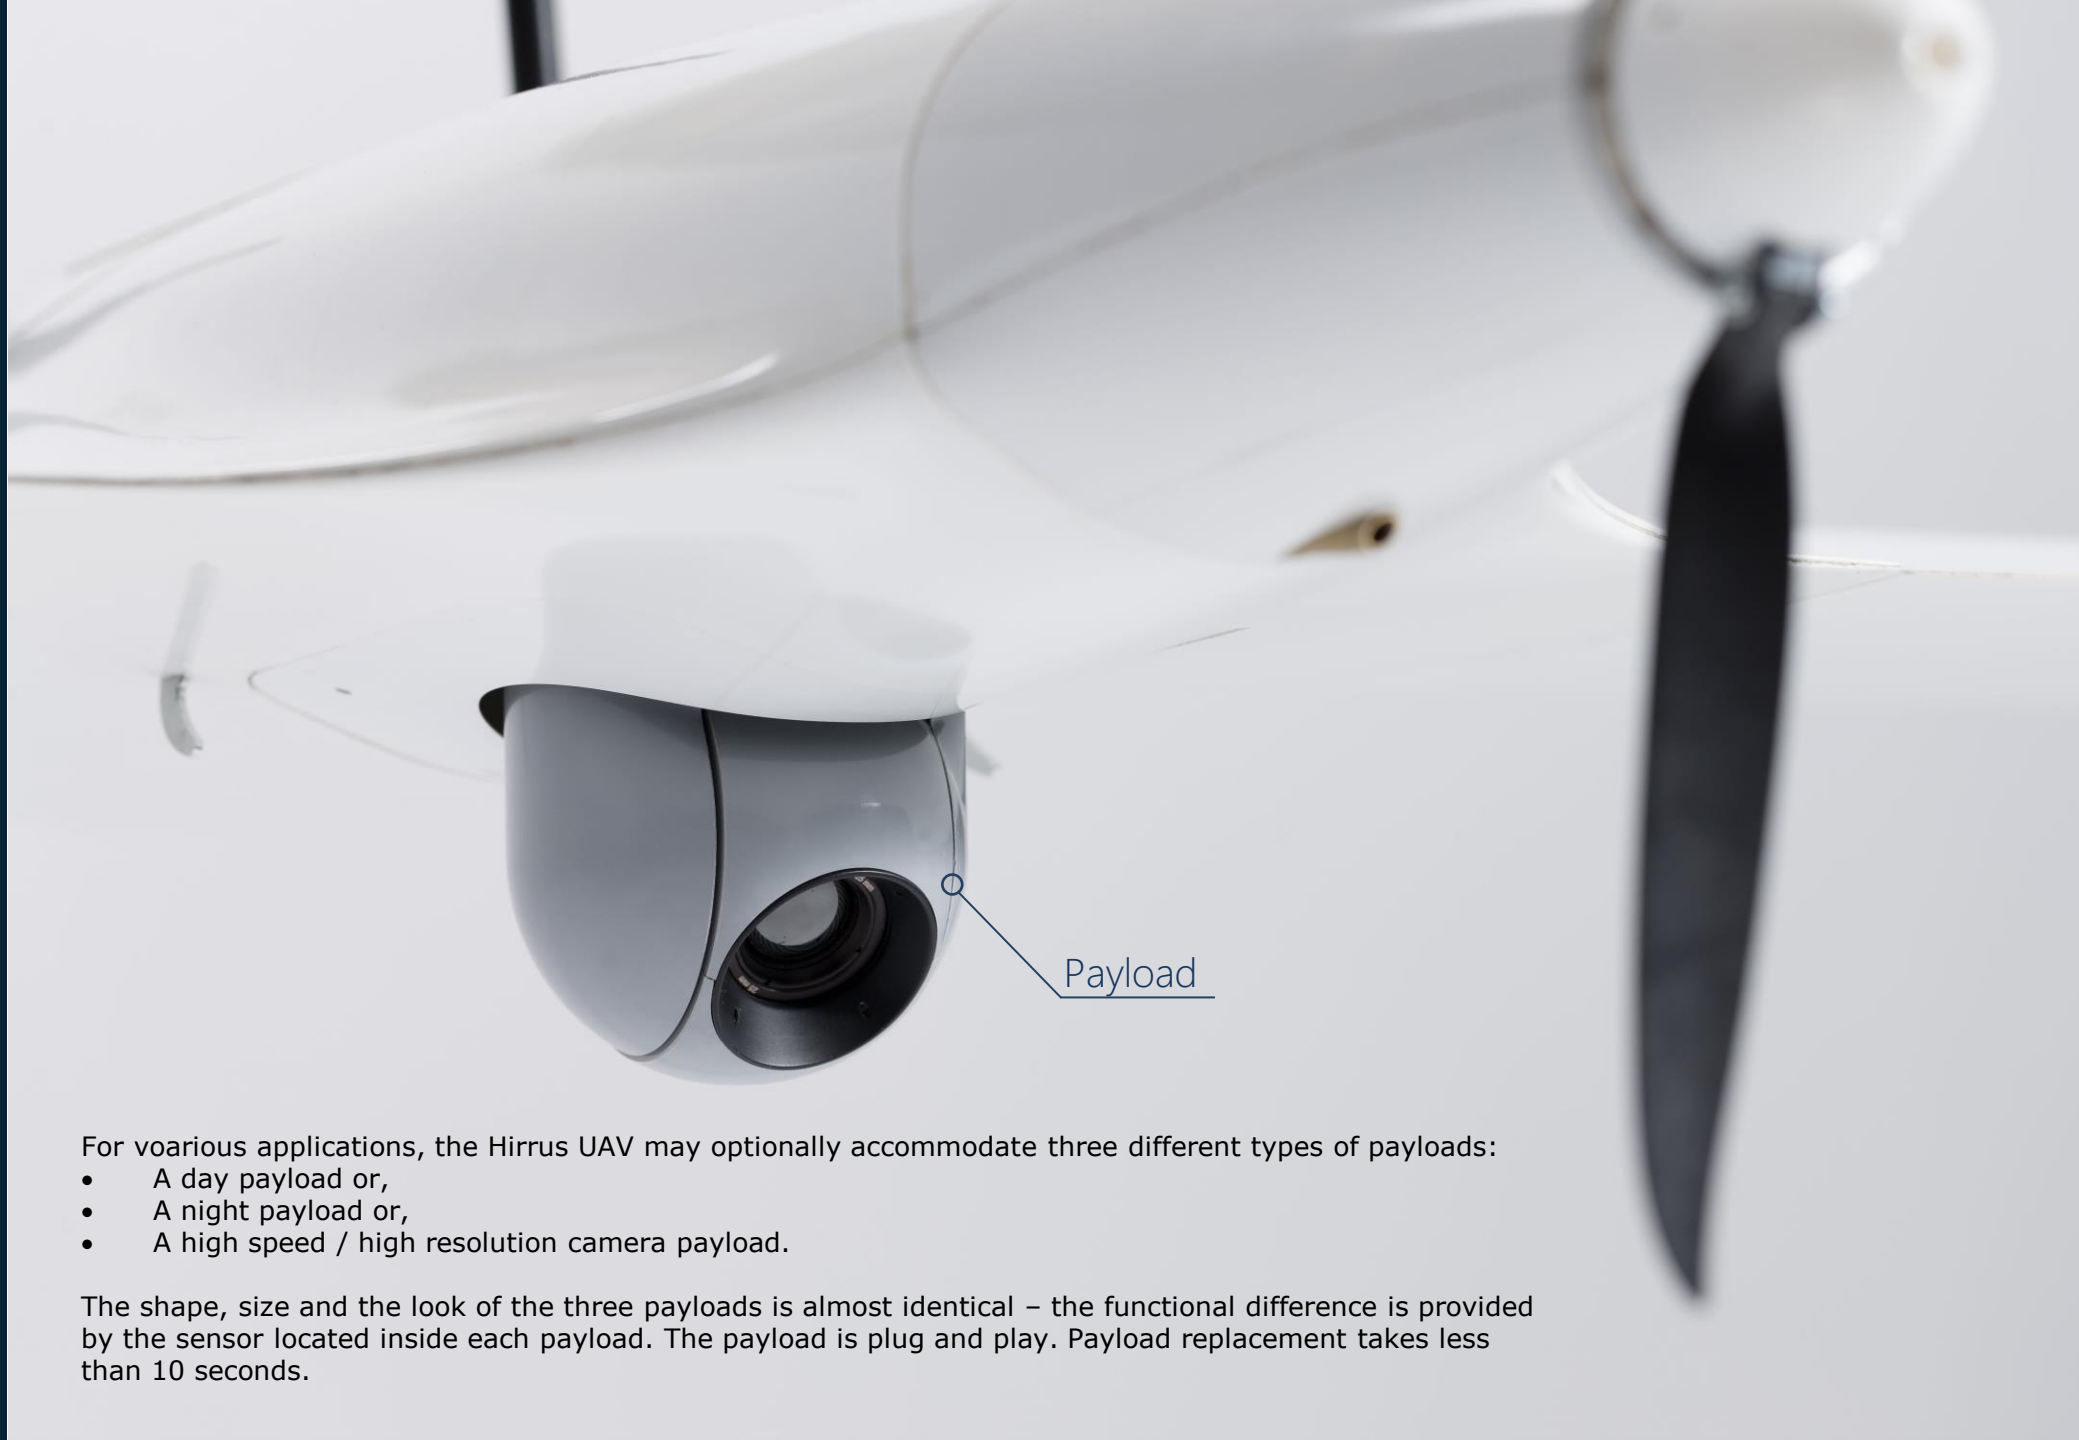 Payload
For voarious applications, the Hirrus UAV may optionally accommodate three different types of payloads:
• A day payload or,
• A night payload or,
• A high speed / high resolution camera payload.
The shape, size and the look of the three payloads is almost identical – the functional difference is provided
by the sensor located inside each payload. The payload is plug and play. Payload replacement takes less
than 10 seconds.